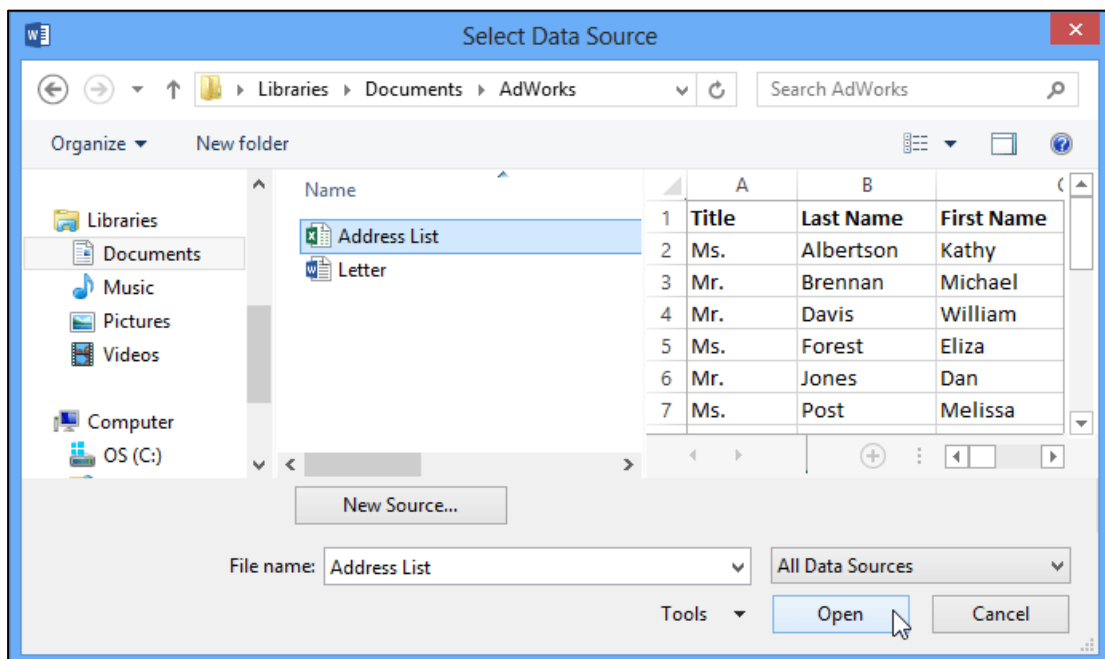 Select Data Source
Libraries Documents AdWorks
Search AdWorks
Organize New folder
Libraries
Documents
Music
Pictures
Videos
Computer
OS (C:)
Name
Address List
Letter
A B
1 Title Last Name First Name
2 Ms. Albertson Kathy
3 Mr. Brennan Michael
4 Mr. Davis William
5 Ms. Forest Eliza
6 Mr. Jones Dan
7 Ms. Post Melissa
New Source...
File name: Address List
All Data Sources
Tools Open Cancel